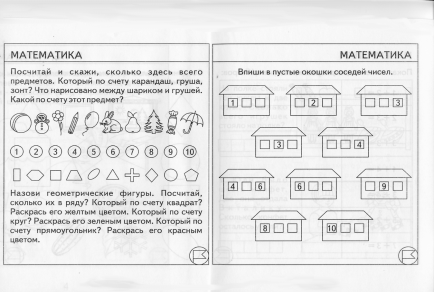 МАТЕМАТИКА
Посчитай и скажи, сколько здесь всего
предметов. Который по счету карандаш, груша,
зонт? Что нарисовано между шариком и грушей.
Какой по счету этот предмет?
1 2 3 4 5 6 7 8 9 10
Назови геометрические фигуры. Посчитай,
сколько их в ряду? Который по счету квадрат?
Раскрась его желтым цветом. Который по счету
круг? Раскрась его зеленым цветом. Который по
счету прямоугольник? Раскрась его красным
цветом.
МАТЕМАТИКА
Впиши в пустые окошки соседей чисел.
1 2 3
3 4
4 6 6 9
8 10